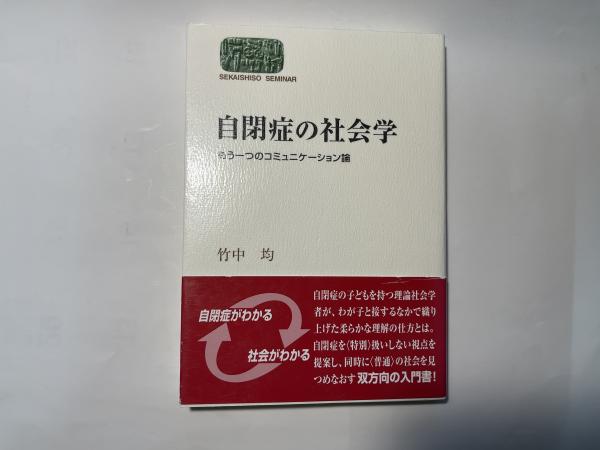 SEKAISHISO SEMINAR
自閉症の社会学
もう一つのコミュニケーション論
竹中 均
自閉症がわかる
社会がわかる
自閉症の子どもを持つ理論社会学
者が、わが子と接するなかで織り
上げた柔らかな理解の仕方とは。
自閉症を〈特別〉扱いしない視点を
提案し、同時に〈普通〉の社会を見
つめなおす 双方向の入門書!